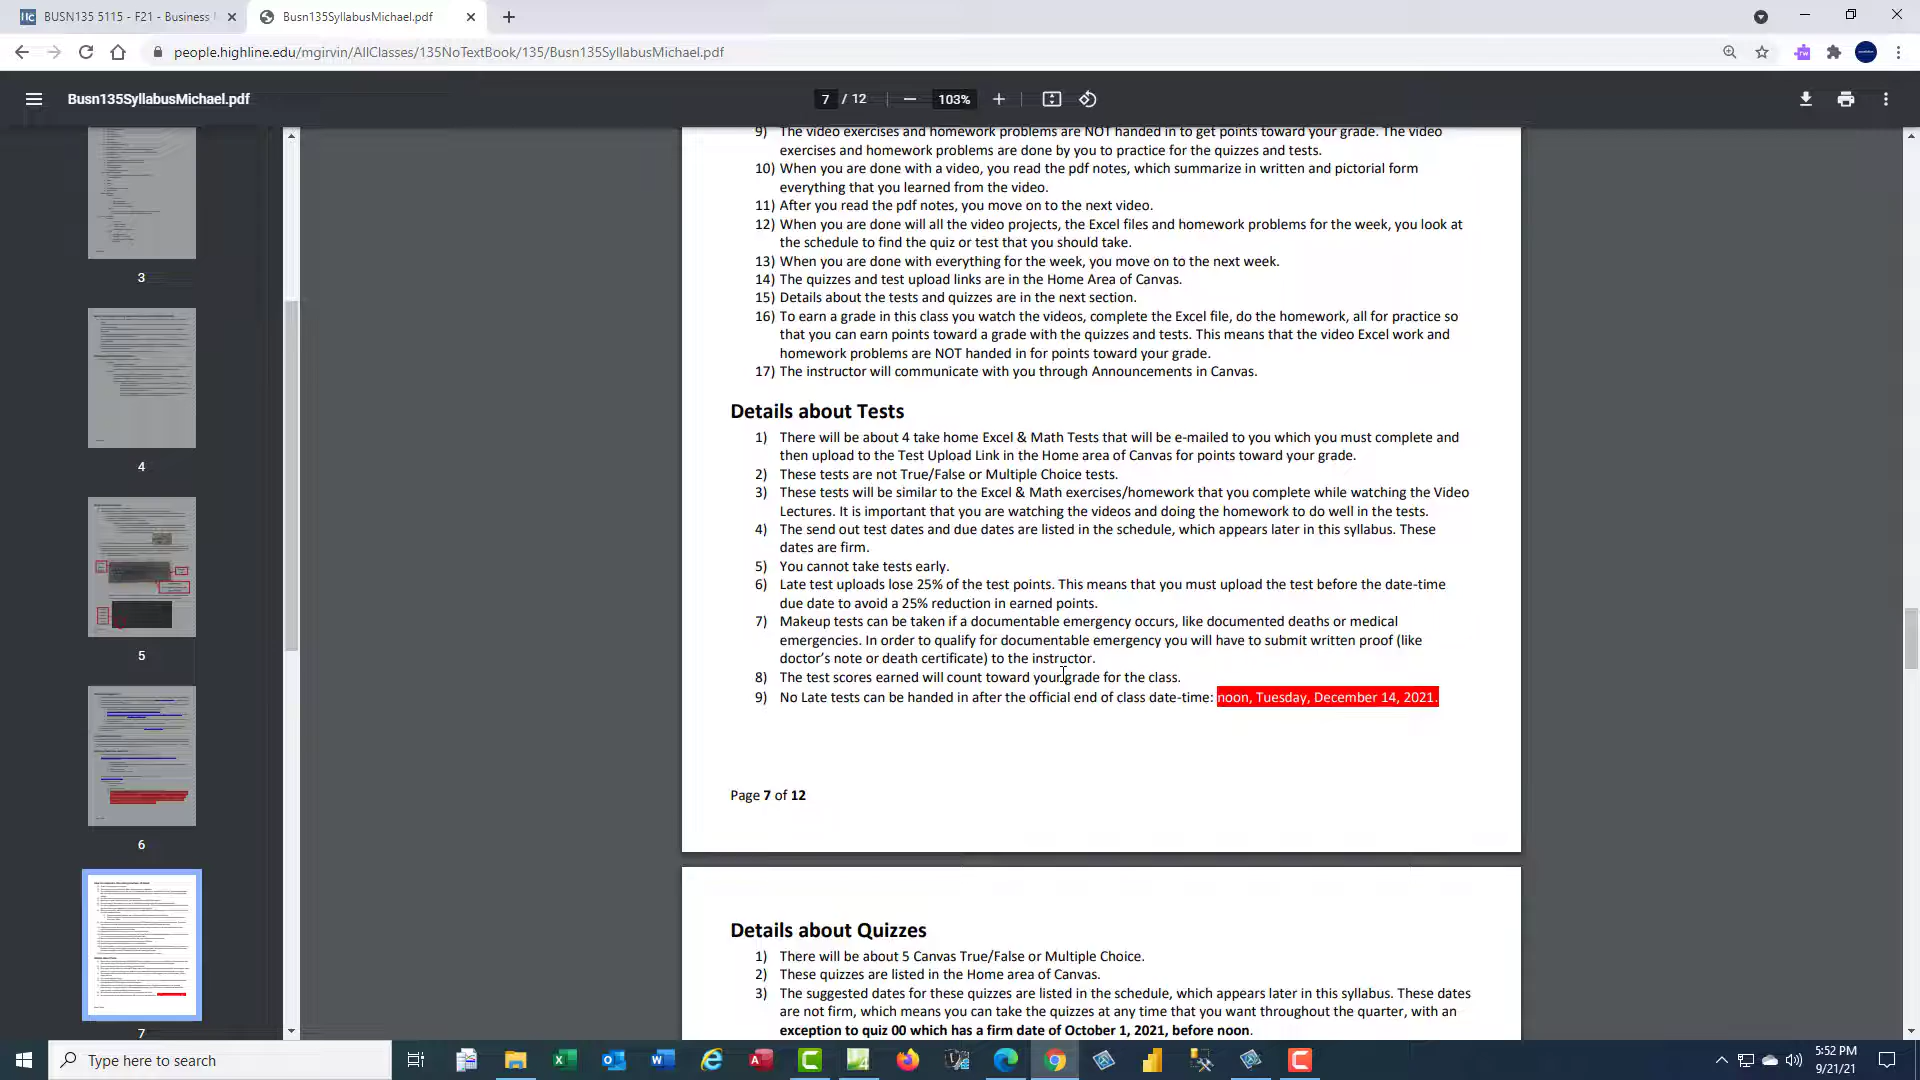 BUSN135 5115 - F21 - Business
Busn135SyllabusMichael.pdf
people.highline.edu/mgirvin/AllClasses/135NoTextBook/135/Busn135SyllabusMichael.pdf
Busn135SyllabusMichael.pdf
7 / 12
103%
3
4
5
6
7
9) The video exercises and homework problems are NOT handed in to get points toward your grade. The video
exercises and homework problems are done by you to practice for the quizzes and tests.
10) When you are done with a video, you read the pdf notes, which summarize in written and pictorial form
everything that you learned from the video.
11) After you read the pdf notes, you move on to the next video.
12) When you are done will all the video projects, the Excel files and homework problems for the week, you look at
the schedule to find the quiz or test that you should take.
13) When you are done with everything for the week, you move on to the next week.
14) The quizzes and test upload links are in the Home Area of Canvas.
15) Details about the tests and quizzes are in the next section.
16) To earn a grade in this class you watch the videos, complete the Excel file, do the homework, all for practice so
that you can earn points toward a grade with the quizzes and tests. This means that the video Excel work and
homework problems are NOT handed in for points toward your grade.
17) The instructor will communicate with you through Announcements in Canvas.
Details about Tests
1) There will be about 4 take home Excel & Math Tests that will be e-mailed to you which you must complete and
then upload to the Test Upload Link in the Home area of Canvas for points toward your grade.
2) These tests are not True/False or Multiple Choice tests.
3) These tests will be similar to the Excel & Math exercises/homework that you complete while watching the Video
Lectures. It is important that you are watching the videos and doing the homework to do well in the tests.
4) The send out test dates and due dates are listed in the schedule, which appears later in this syllabus. These
dates are firm.
5) You cannot take tests early.
6) Late test uploads lose 25% of the test points. This means that you must upload the test before the date-time
due date to avoid a 25% reduction in earned points.
7) Makeup tests can be taken if a documentable emergency occurs, like documented deaths or medical
emergencies. In order to qualify for documentable emergency you will have to submit written proof (like
doctor's note or death certificate) to the instructor.
8) The test scores earned will count toward your grade for the class.
9) No Late tests can be handed in after the official end of class date-time: noon, Tuesday, December 14, 2021.
Page 7 of 12
Details about Quizzes
1) There will be about 5 Canvas True/False or Multiple Choice.
2) These quizzes are listed in the Home area of Canvas.
3) The suggested dates for these quizzes are listed in the schedule, which appears later in this syllabus. These dates
are not firm, which means you can take the quizzes at any time that you want throughout the quarter, with an
exception to quiz 00 which has a firm date of October 1, 2021, before noon.
Type here to search
5:52 PM
9/21/21